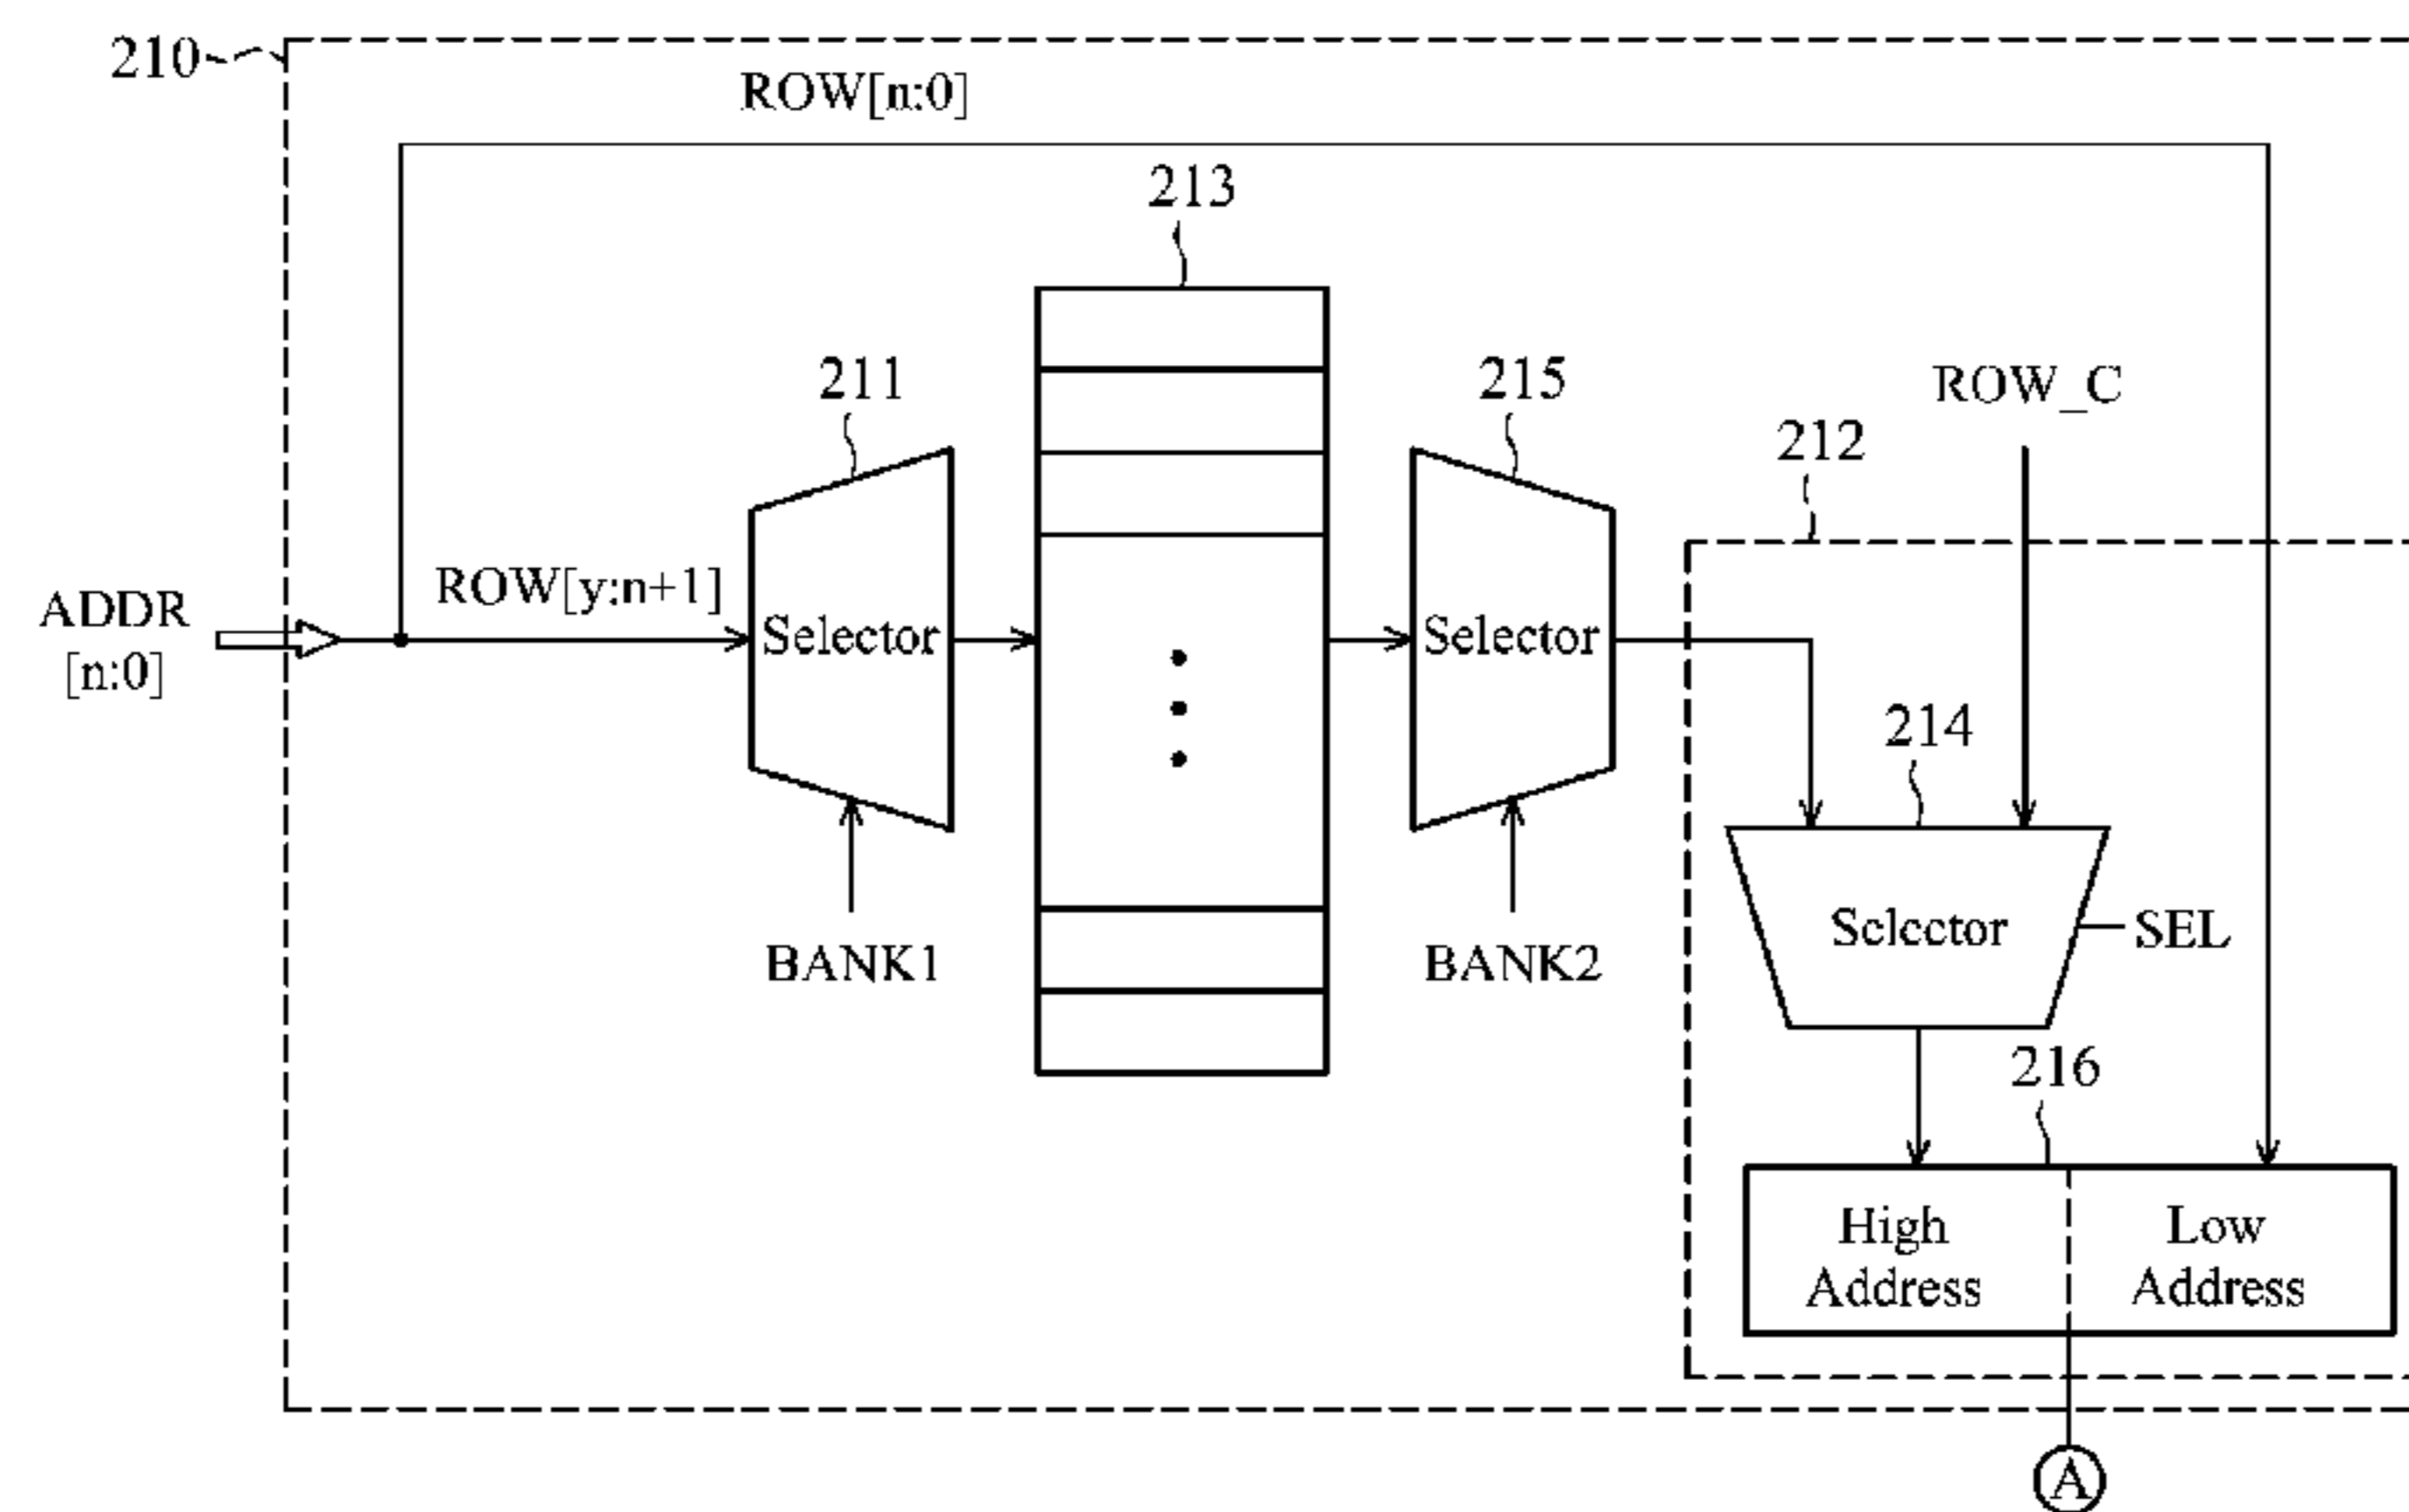 210
ROW[n:0]
213
211
215
ROW_C
212
ROW[y:n+1]
ADDR
[n:0]
Selector
Selector
214
Selector
SEL
BANK1
BANK2
216
High
Address
Low
Address
A